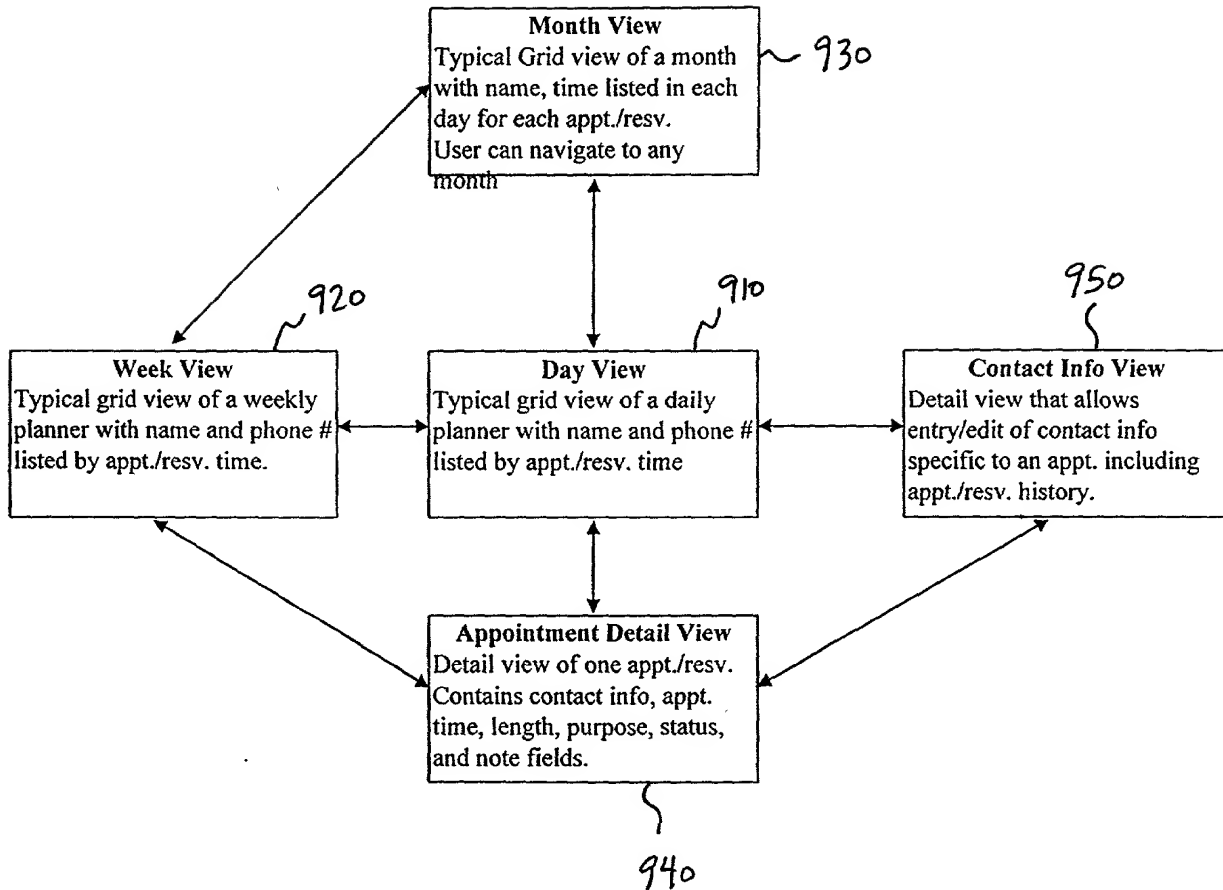 Month View
Typical Grid view of a month
with name, time listed in each
day for each appt./resv.
User can navigate to any
month
930
920
910
950
Week View
Typical grid view of a weekly
planner with name and phone #
listed by appt./resv. time.
Day View
Typical grid view of a daily
planner with name and phone #
listed by appt./resv. time
Contact Info View
Detail view that allows
entry/edit of contact info
specific to an appt. including
appt./resv. history.
Appointment Detail View
Detail view of one appt./resv.
Contains contact info, appt.
time, length, purpose, status,
and note fields.
940